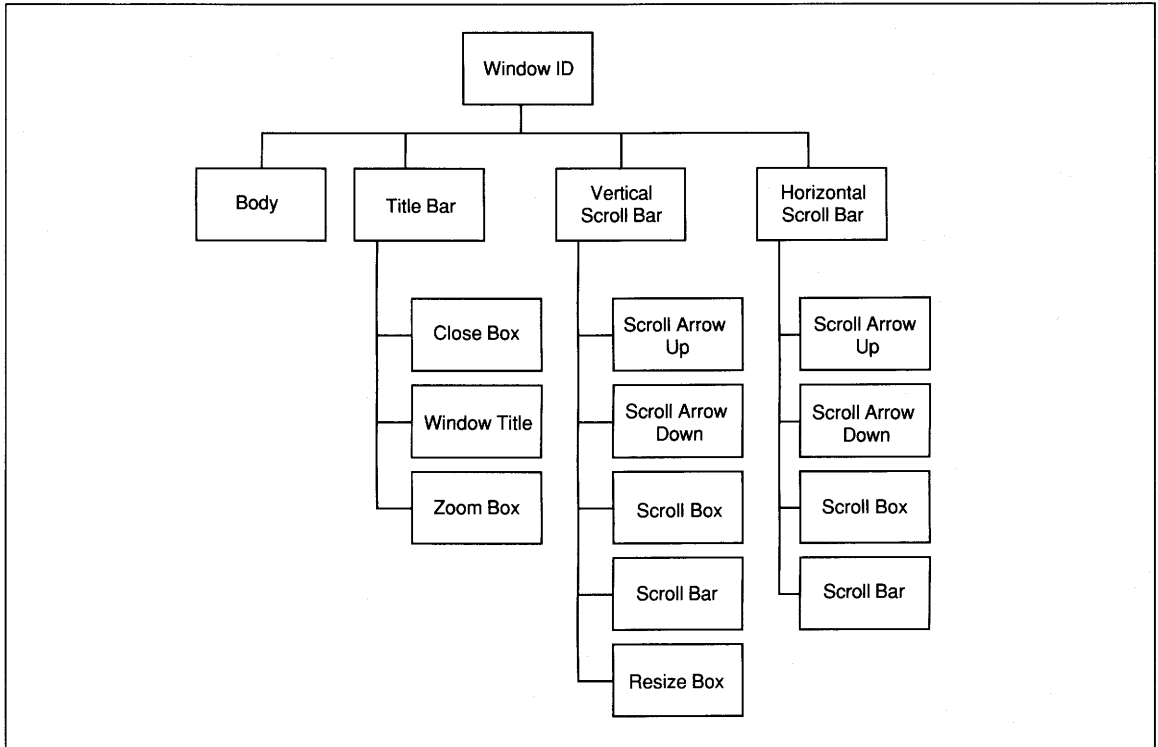 Window ID
Body
Title Bar
Vertical
Scroll Bar
Horizontal
Scroll Bar
Close Box
Window Title
Zoom Box
Scroll Arrow
Up
Scroll Arrow
Down
Scroll Box
Scroll Bar
Resize Box
Scroll Arrow
Up
Scroll Arrow
Down
Scroll Box
Scroll Bar